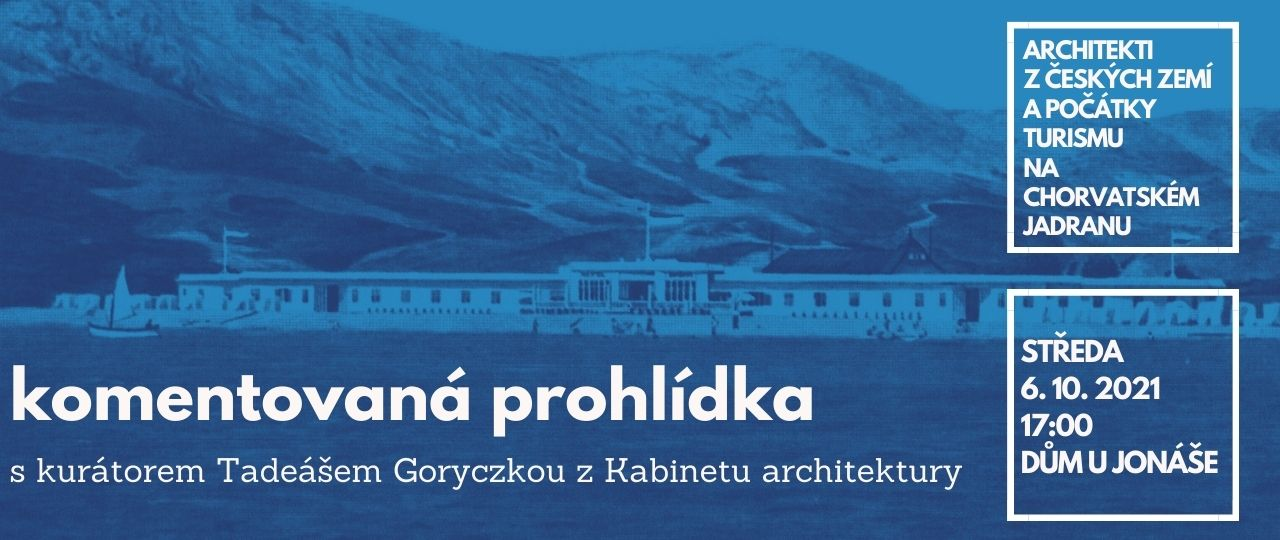 ARCHITEKTI
Z ČESKÝCH ZEMÍ
A POČÁTKY
TURISMU
NA
CHORVATSKÉM
JADRANU
komentovaná prohlídka
s kurátorem Tadeášem Goryczkou z Kabinetu architektury
STŘEDA
6. 10. 2021
17:00
DŮM U JONÁŠE